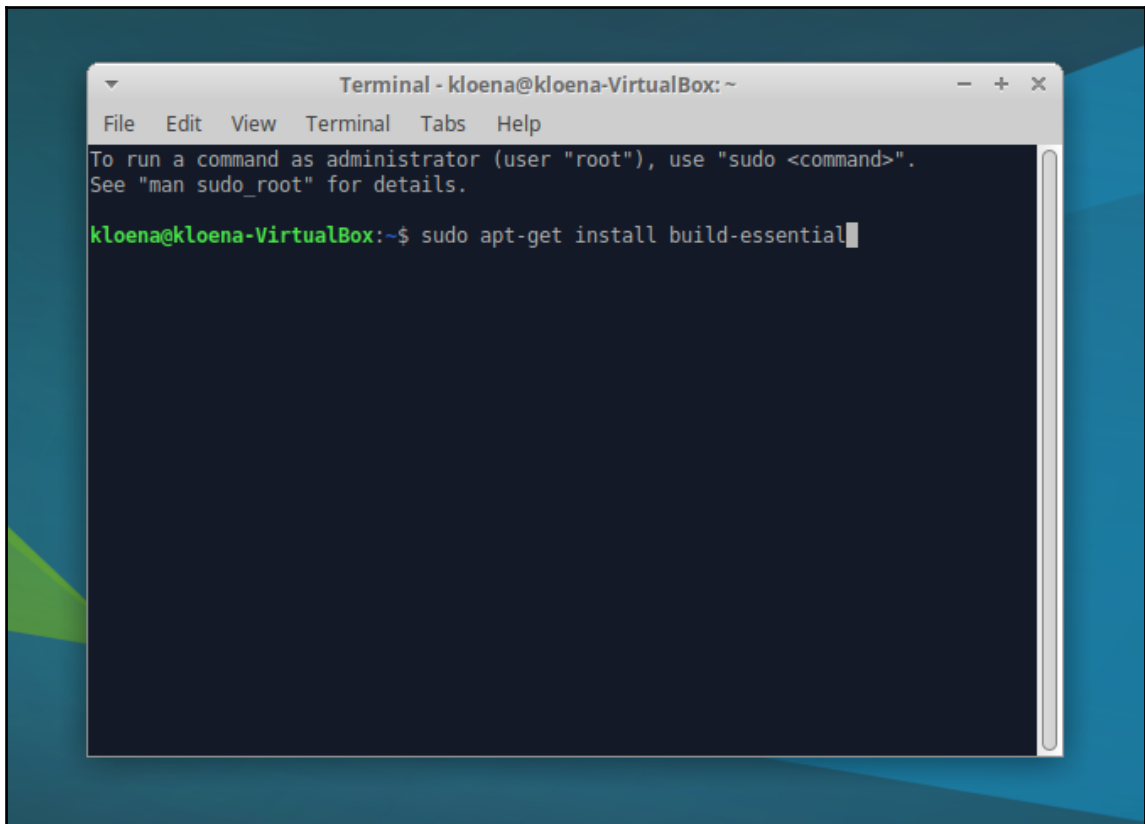 Terminal - kloena@kloena-VirtualBox: ~
File Edit View Terminal Tabs Help
To run a command as administrator (user "root"), use "sudo <command>".
See "man sudo_root" for details.
kloena@kloena-VirtualBox:~$ sudo apt-get install build-essential